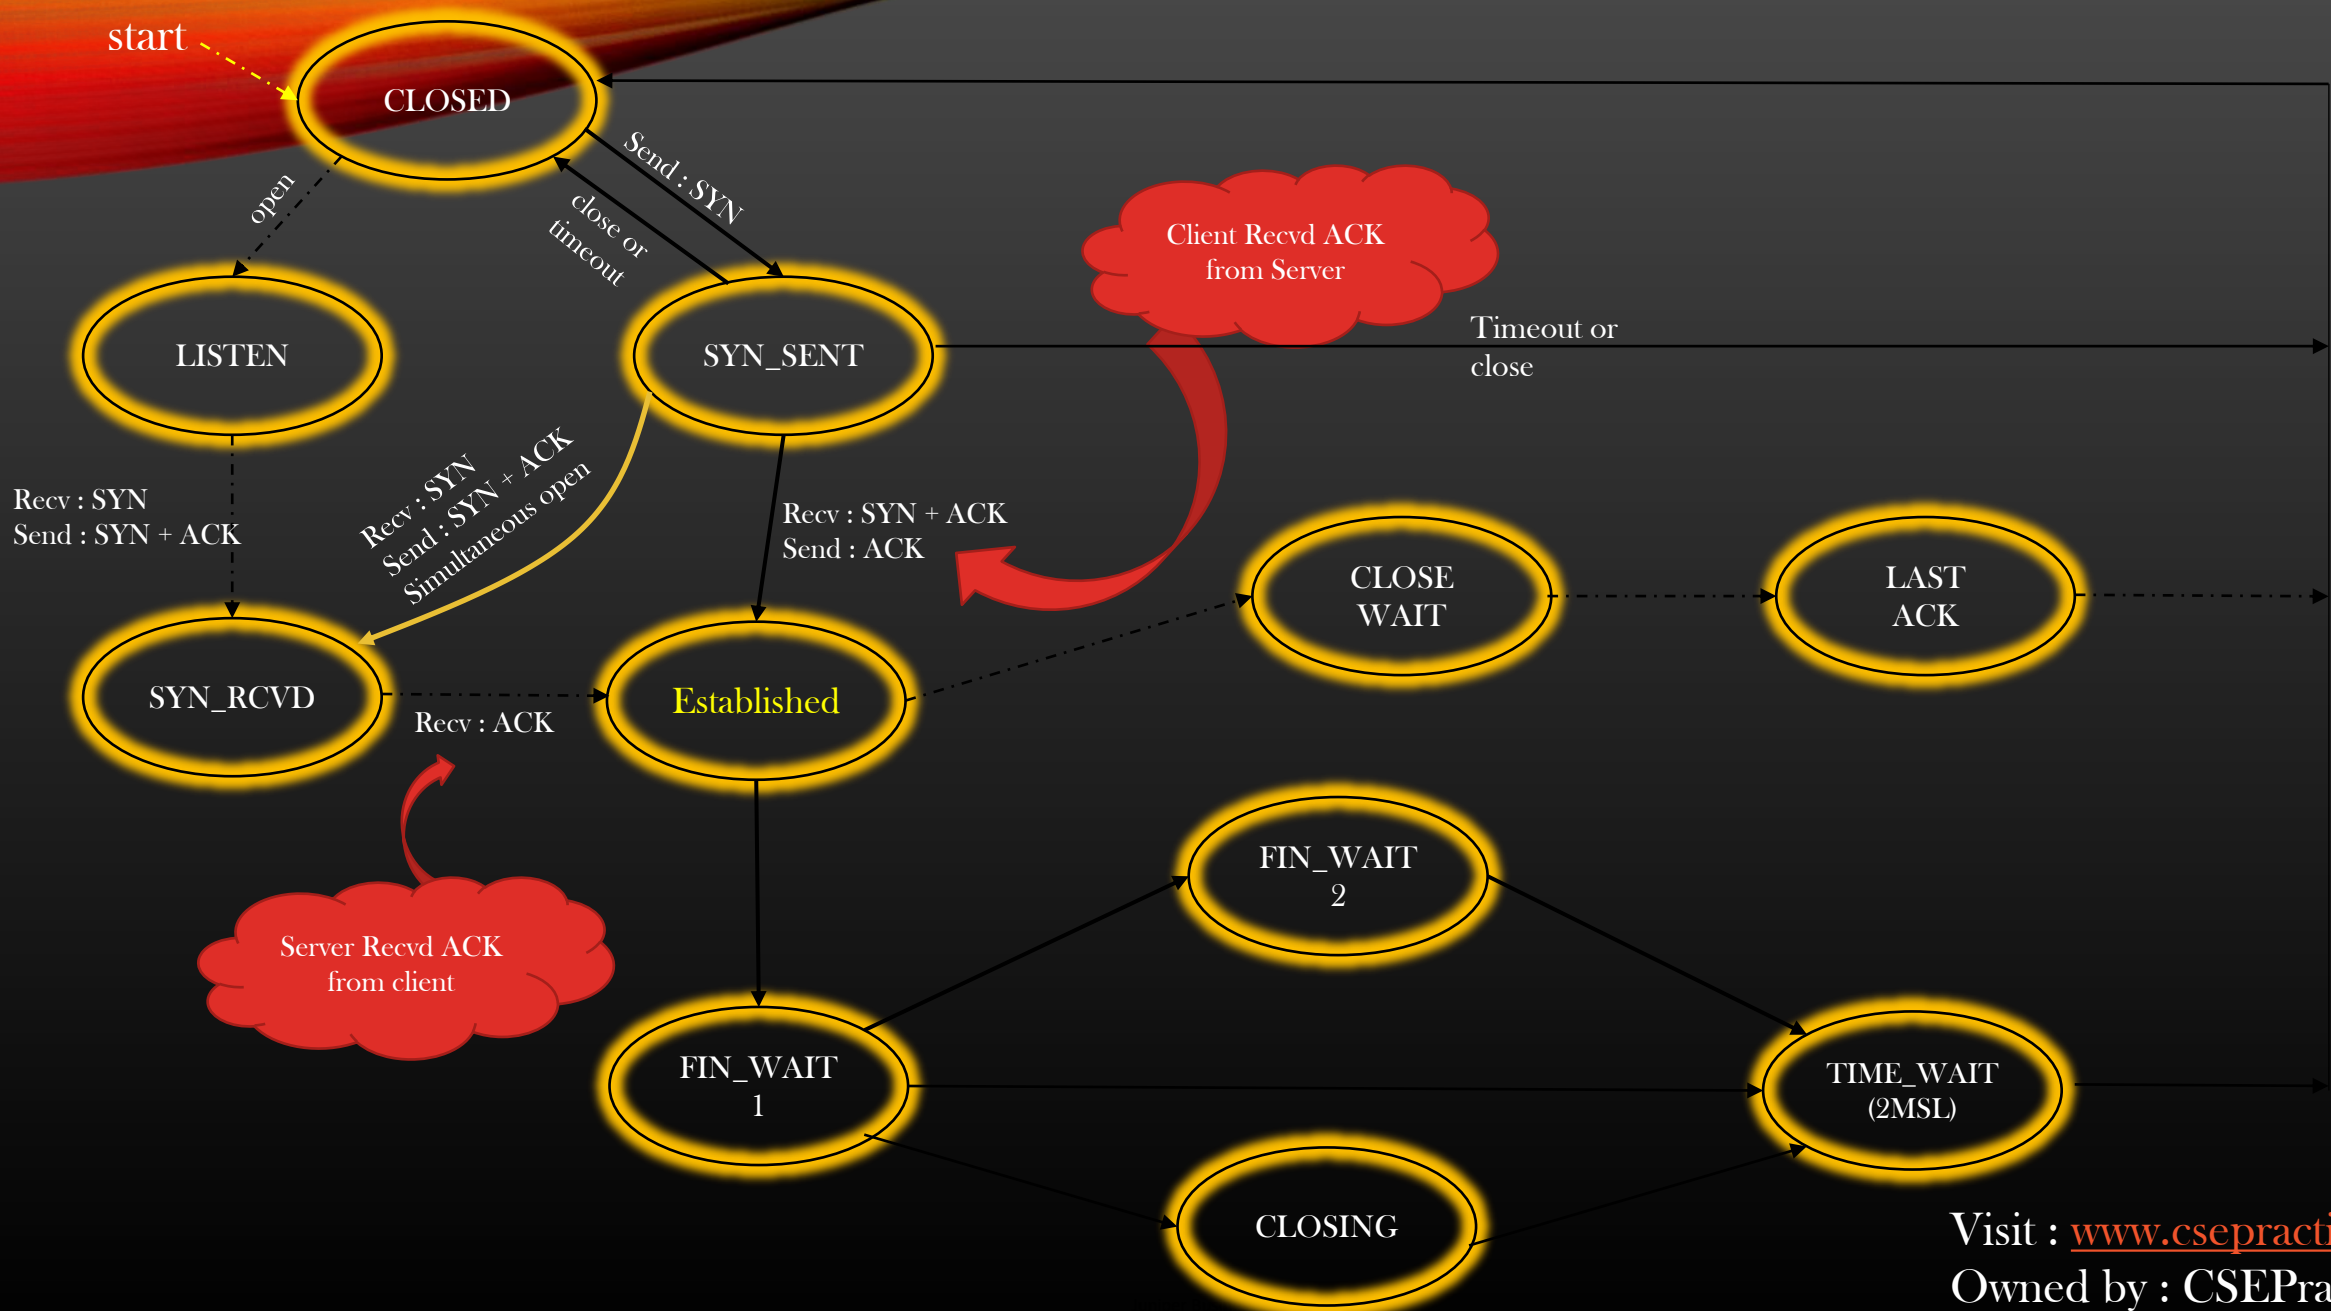 start
CLOSED
Send : SYN
open
close or
timeout
Client Recvd ACK
from Server
Timeout or
close
LISTEN
SYN_SENT
Recv : SYN
Send : SYN + ACK
Simultaneous open
Recv : SYN
Send : SYN + ACK
Recv : SYN + ACK
Send : ACK
CLOSE
WAIT
LAST
ACK
SYN_RCVD
Recv : ACK
Established
FIN_WAIT
2
Server Recvd ACK
from client
FIN_WAIT
1
TIME_WAIT
(2MSL)
CLOSING
Visit : www.csepracti
Owned by : CSEPra